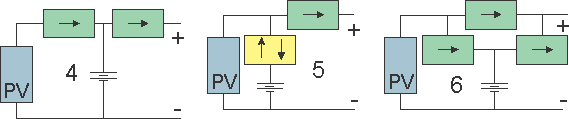 PV 4 + -
PV 5 + -
PV 6 + -